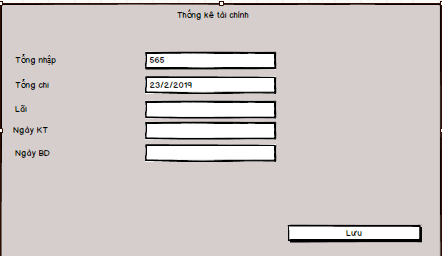 Thống kê tài chính
Tổng nhập 565
Tổng chi 23/2/2019
Lãi
Ngày KT
Ngày BD
Lưu